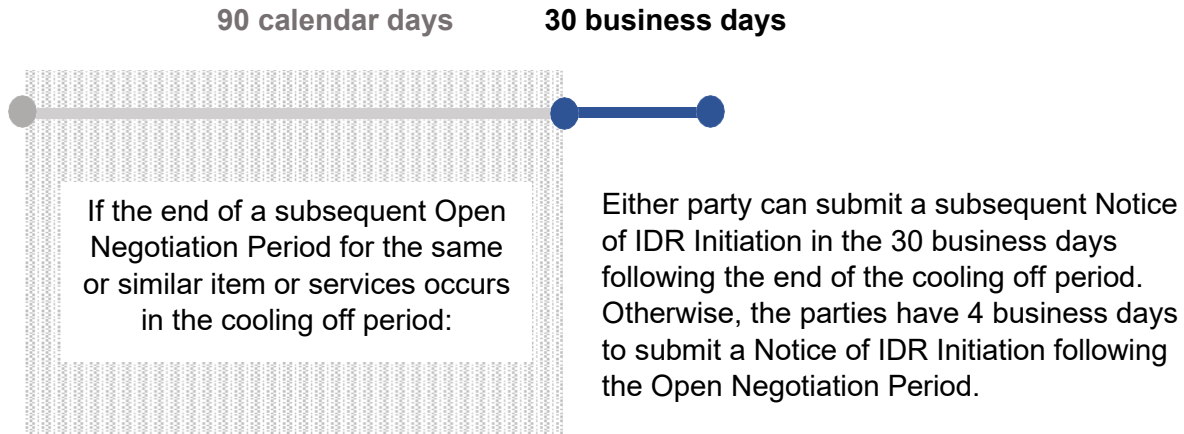 90 calendar days
30 business days
If the end of a subsequent Open
Negotiation Period for the same
or similar item or services occurs
in the cooling off period:
Either party can submit a subsequent Notice
of IDR Initiation in the 30 business days
following the end of the cooling off period.
Otherwise, the parties have 4 business days
to submit a Notice of IDR Initiation following
the Open Negotiation Period.